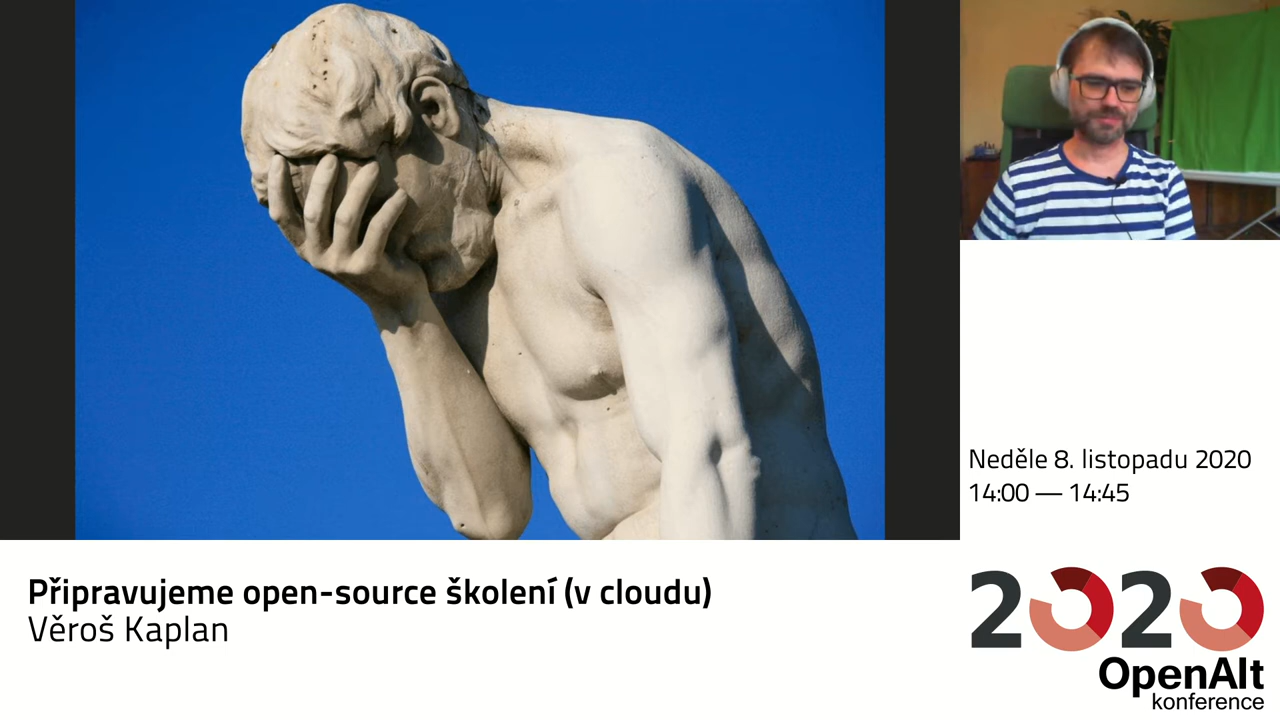 Neděle 8. listopadu 2020
14:00 — 14:45
Připravujeme open-source školení (v cloudu)
Věroš Kaplan
2020
OpenAlt
konference